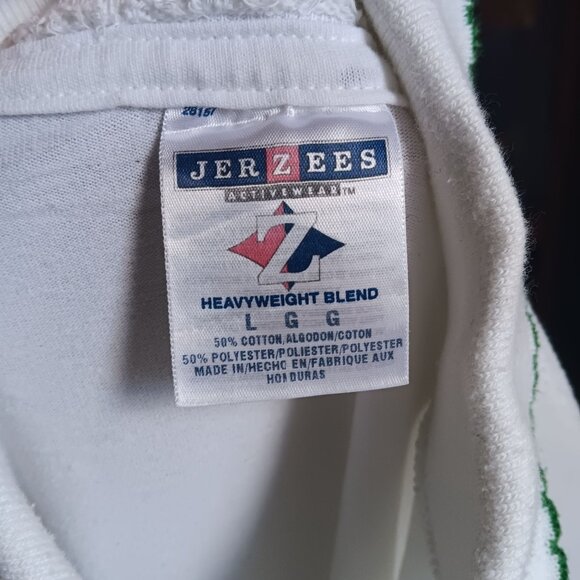 JERZEES
ACTIVEWEAR™
Z
HEAVYWEIGHT BLEND
L G G
50% COTTON, ALGODON/COTON
50% POLYESTER/POLIESTER/POLYESTER
MADE IN/HECHO EN/FABRIQUE AUX
HONDURAS